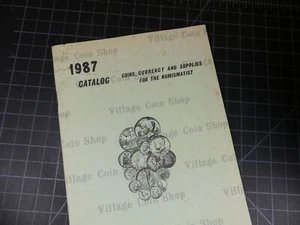 1987
CATALOG
COINS, CURRENCY AND SUPPLIES
FOR THE NUMISMATIST
Village Coin Shop